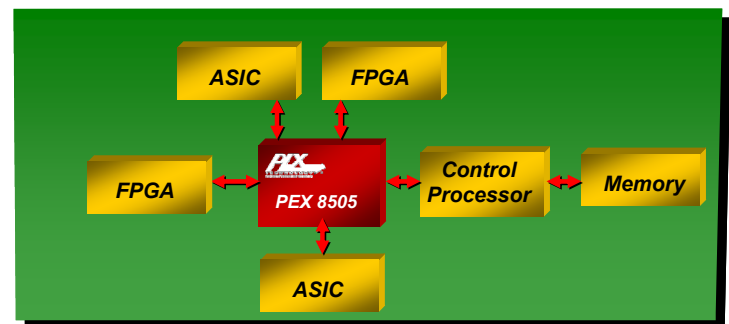 ASIC
FPGA
PLX
FPGA
PEX 8505
Control
Processor
Memory
ASIC